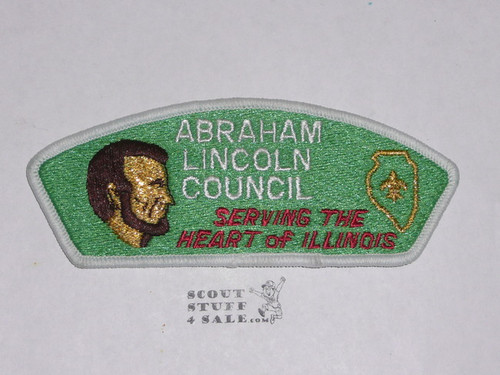 ABRAHAM
LINCOLN
COUNCIL
SERVING THE
HEART of ILLINOIS
SCOUT
STUFF
4 SALE.com